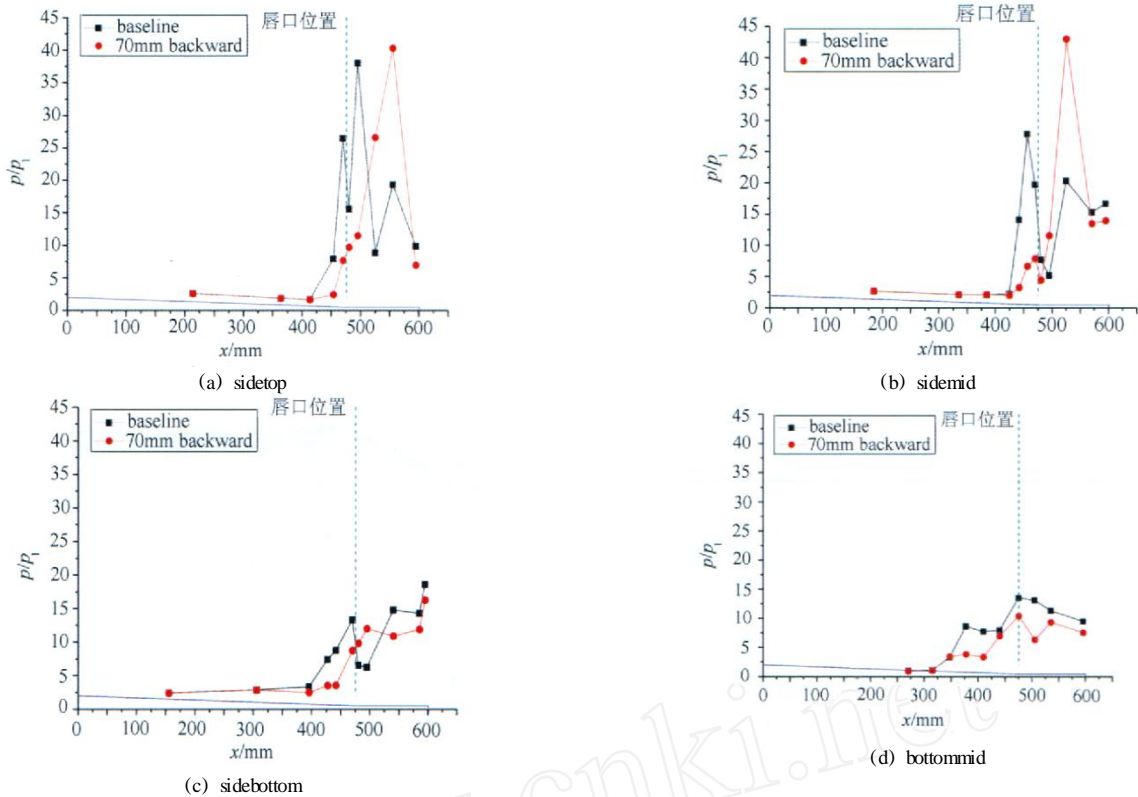 45
40
35
30
25
20
15
10
5
0
p/p₁
baseline
70mm backward
唇口位置
0 100 200 300 400 500 600
x/mm
(a) sidetop
45
40
35
30
25
20
15
10
5
0
p/p₁
baseline
70mm backward
唇口位置
0 100 200 300 400 500 600
x/mm
(b) sidemid
45
40
35
30
25
20
15
10
5
0
p/p₁
baseline
70mm backward
唇口位置
0 100 200 300 400 500 600
x/mm
(c) sidebottom
45
40
35
30
25
20
15
10
5
0
p/p₁
baseline
70mm backward
唇口位置
0 100 200 300 400 500 600
x/mm
(d) bottommid
.cnki.net